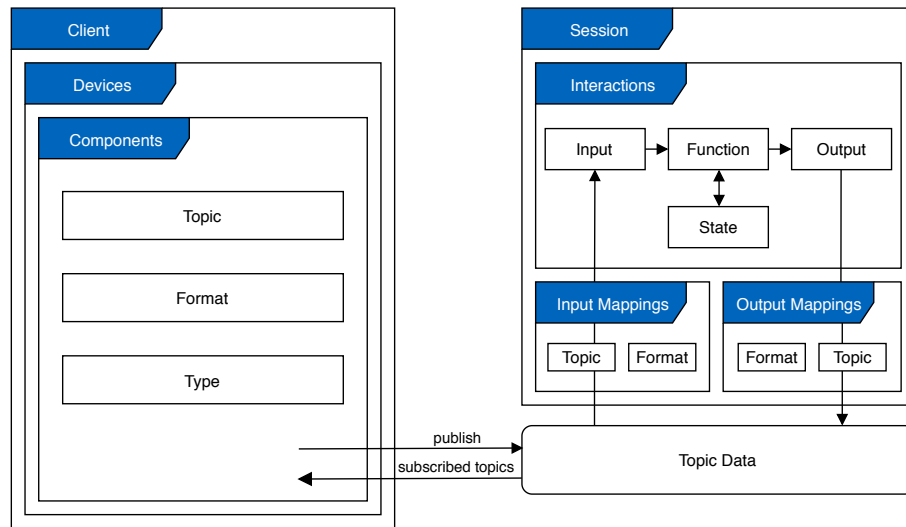 Client
Devices
Components
Topic
Format
Type
publish
subscribed topics
Session
Interactions
Input
Function
Output
State
Input Mappings
Topic
Format
Output Mappings
Format
Topic
Topic Data